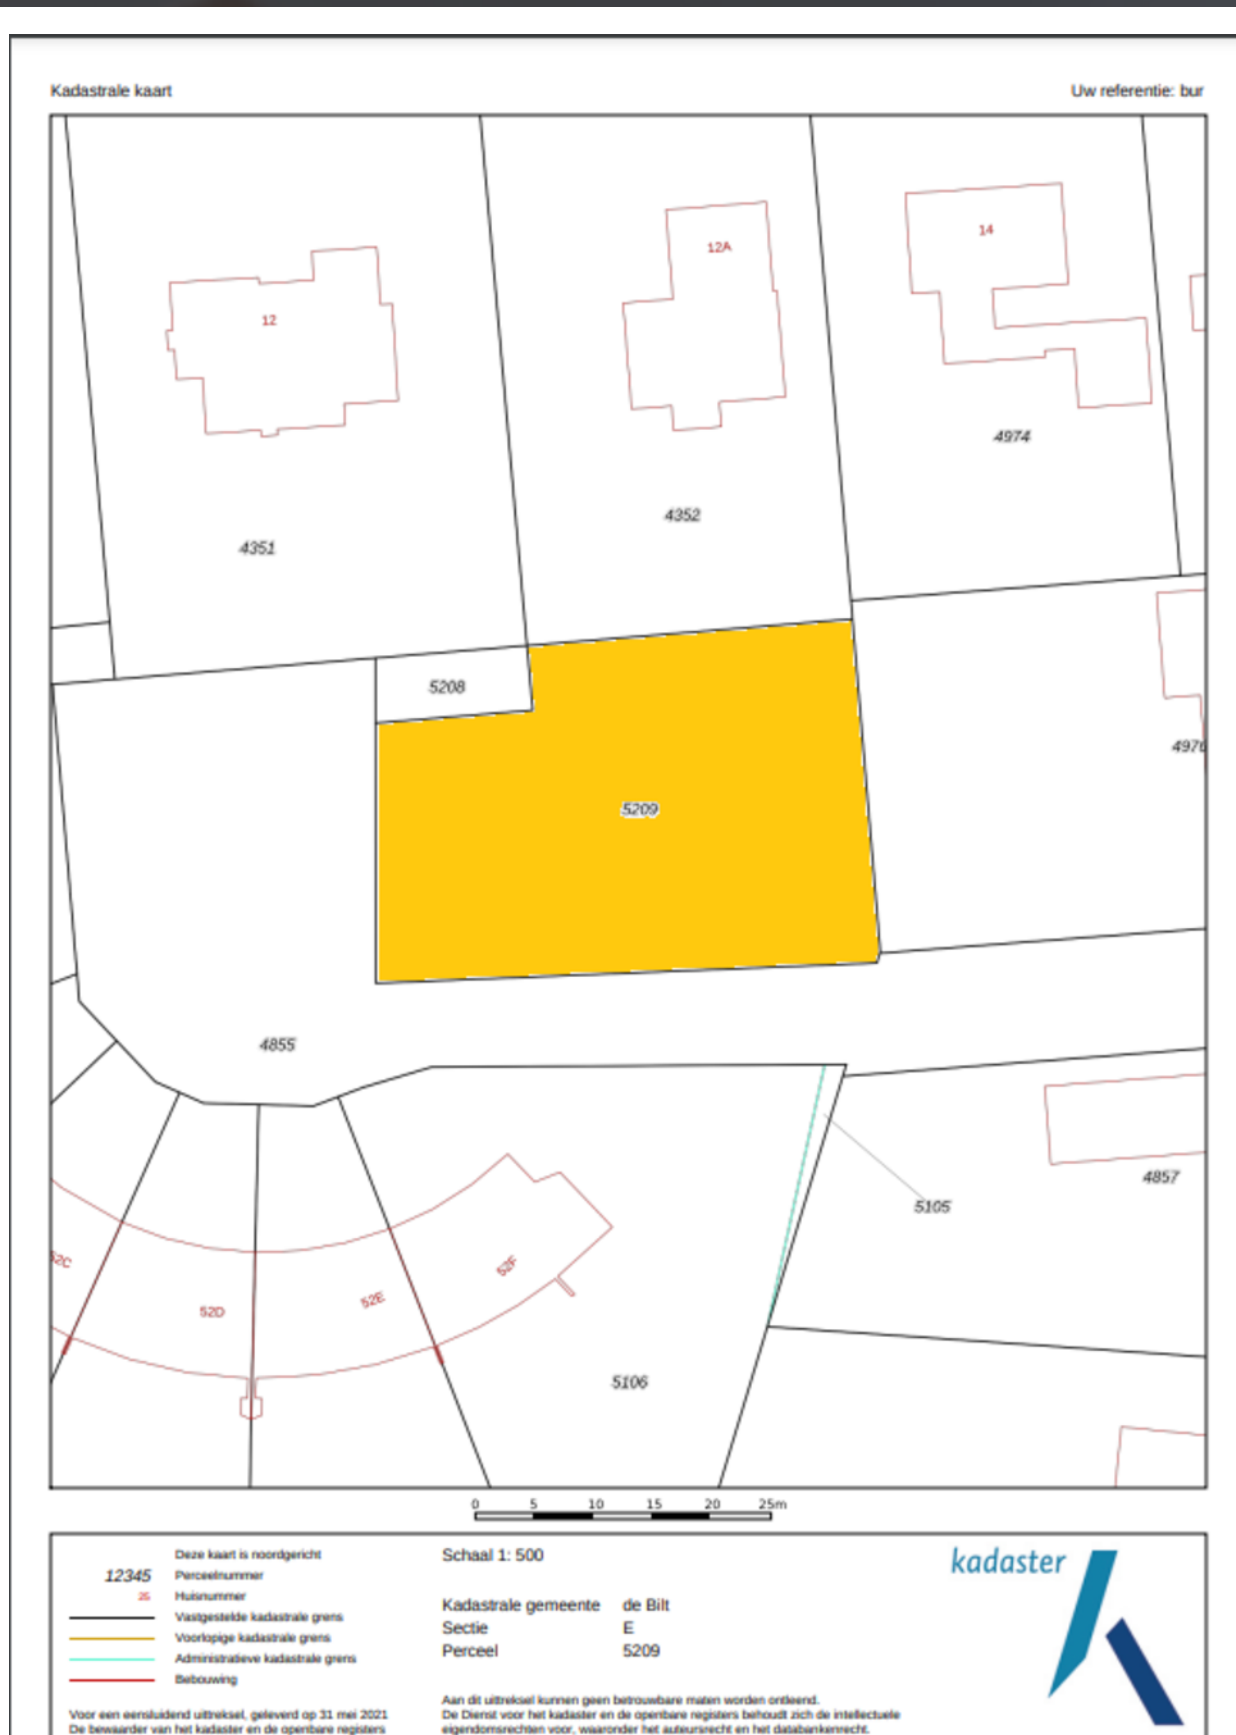 Kadastrale kaart
Uw referentie: bur
12
12A
14
4974
4352
4351
5208
4976
5209
4855
4857
5105
52C
52D
52E
52F
5106
0 5 10 15 20 25m
Deze kaart is noordgericht
12345 Perceelnummer
25 Huisnummer
Vastgestelde kadastrale grens
Voorlopige kadastrale grens
Administratieve kadastrale grens
Bebouwing
Voor een eensluidend uittreksel, geleverd op 31 mei 2021
De bewaarder van het kadaster en de openbare registers
Schaal 1: 500
Kadastrale gemeente de Bilt
Sectie E
Perceel 5209
Aan dit uittreksel kunnen geen betrouwbare maten worden ontleend.
De Dienst voor het kadaster en de openbare registers behoudt zich de intellectuele
eigendomsrechten voor, waaronder het auteursrecht en het databankenrecht.
kadaster